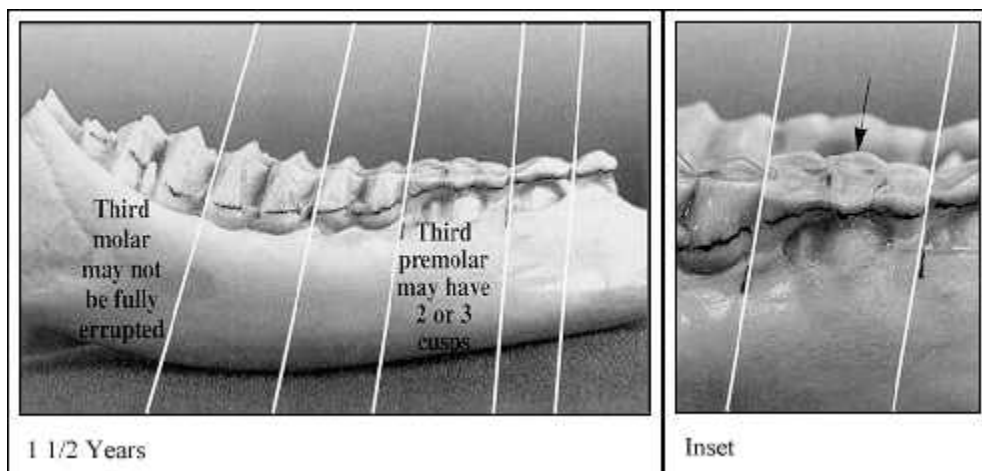 Third
molar
may not
be fully
errupted
Third
premolar
may have
2 or 3
cusps
1 1/2 Years
Inset